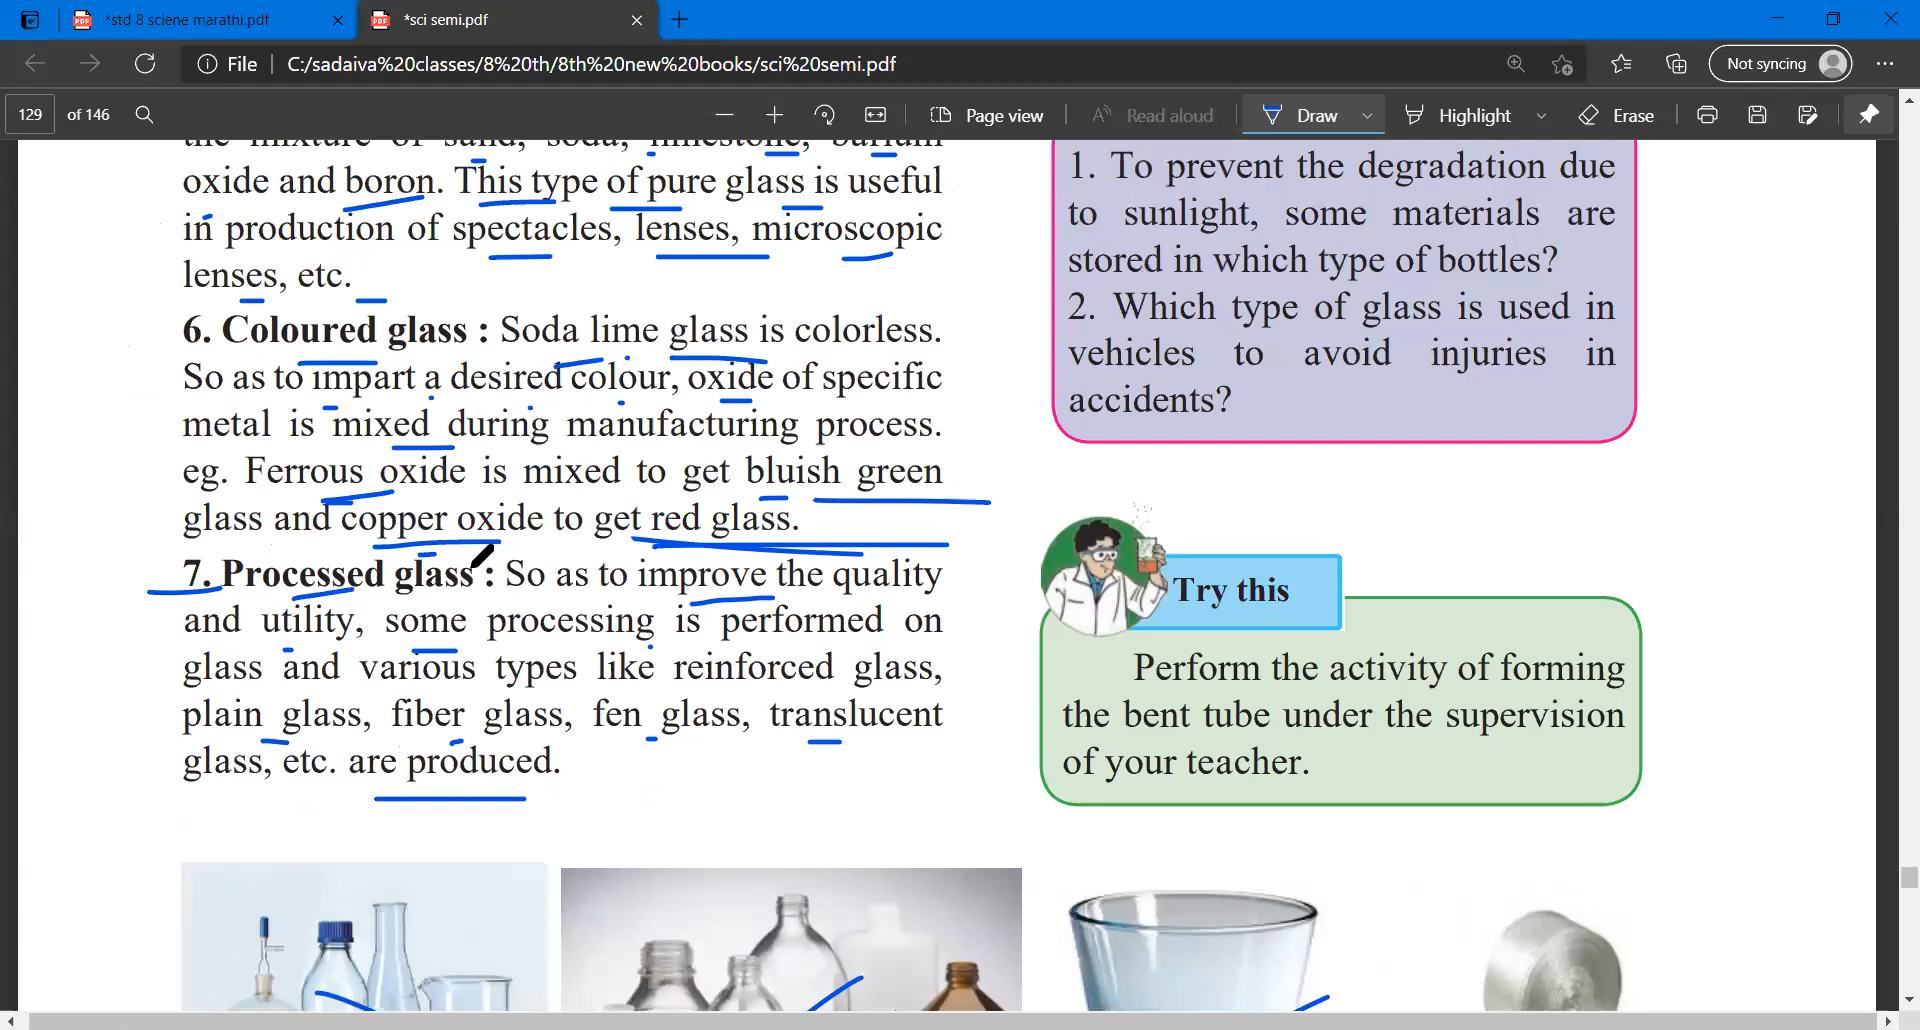 *std 8 sciene marathi.pdf
*sci semi.pdf
File
C:/sadaiva%20classes/8%20th/8th%20new%20books/sci%20semi.pdf
Not syncing
129 of 146
Page view
Read aloud
Draw
Highlight
Erase
the mixture of sand, soda, limestone, barium
oxide and boron. This type of pure glass is useful
in production of spectacles, lenses, microscopic
lenses, etc.
6. Coloured glass : Soda lime glass is colorless.
So as to impart a desired colour, oxide of specific
metal is mixed during manufacturing process.
eg. Ferrous oxide is mixed to get bluish green
glass and copper oxide to get red glass.
7. Processed glass : So as to improve the quality
and utility, some processing is performed on
glass and various types like reinforced glass,
plain glass, fiber glass, fen glass, translucent
glass, etc. are produced.
1. To prevent the degradation due
to sunlight, some materials are
stored in which type of bottles?
2. Which type of glass is used in
vehicles to avoid injuries in
accidents?
Try this
Perform the activity of forming
the bent tube under the supervision
of your teacher.